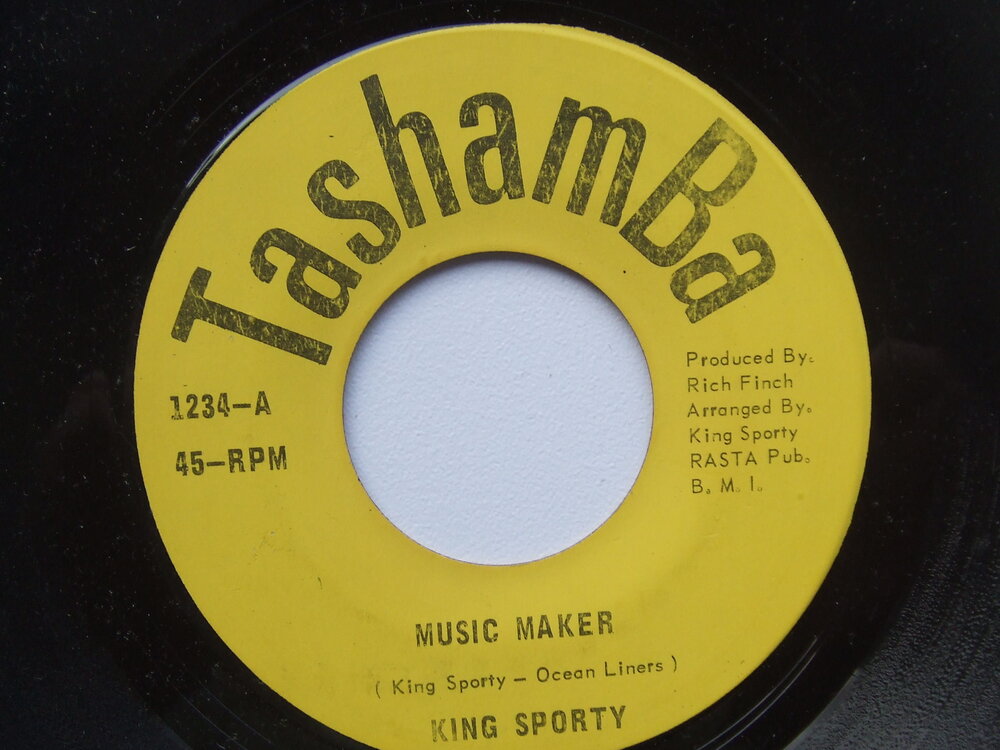 TashamBa
1234-A
45-RPM
Produced By.
Rich Finch
Arranged By.
King Sporty
RASTA Pub.
B. M. I.
MUSIC MAKER
( King Sporty - Ocean Liners )
KING SPORTY